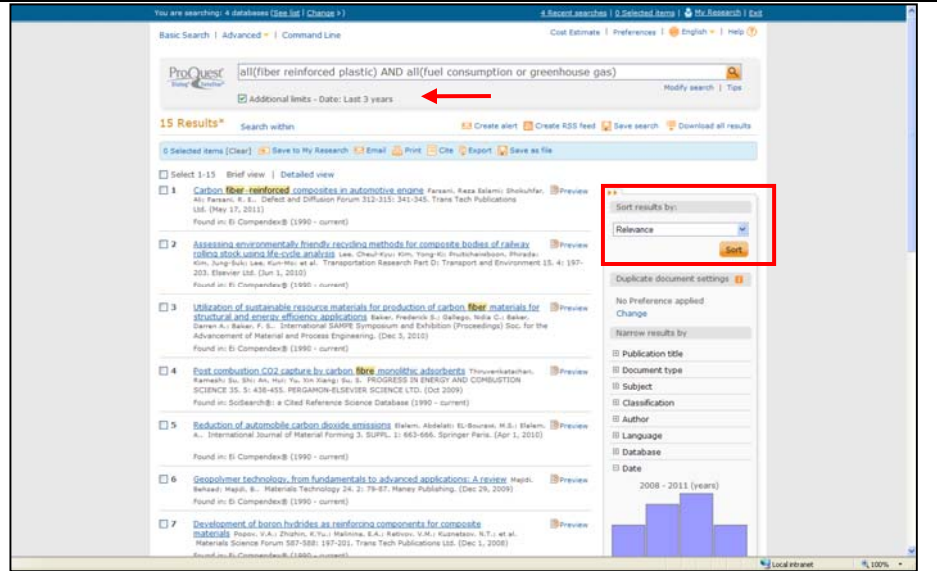 You are searching: 4 databases (See list | Change >)
4 Recent searches | 0 Selected items | My Research | Exit
Basic Search | Advanced | Command Line
Cost Estimate | Preferences | English | Help
ProQuest
Dialog DataStar
all(fiber reinforced plastic) AND all(fuel consumption or greenhouse gas)
Modify search | Tips
Additional limits - Date: Last 3 years
15 Results*
Search within
Create alert Create RSS feed Save search Download all results
0 Selected items [Clear] Save to My Research Email Print Cite Export Save as file
Select 1-15 Brief view | Detailed view
1 Carbon fiber-reinforced composites in automotive engine Farsani, Reza Eslami; Shokuhfar,
Ali; Farsani, R. E.. Defect and Diffusion Forum 312-315: 341-345. Trans Tech Publications
Ltd. (May 17, 2011)
Found in: Ei Compendex® (1990 - current)
Preview
2 Assessing environmentally friendly recycling methods for composite bodies of railway
rolling stock using life-cycle analysis Lee, Cheul-Kyu; Kim, Yong-Ki; Pruitichaiwiboon, Phirada;
Kim, Jung-Suk; Lee, Kun-Mo; et al. Transportation Research Part D: Transport and Environment 15. 4: 197-
203. Elsevier Ltd. (Jun 1, 2010)
Found in: Ei Compendex® (1990 - current)
Preview
3 Utilization of sustainable resource materials for production of carbon fiber materials for
structural and energy efficiency applications Baker, Frederick S.; Gallego, Nidia C.; Baker,
Darren A.; Baker, F. S.. International SAMPE Symposium and Exhibition (Proceedings) Soc. for the
Advancement of Material and Process Engineering. (Dec 3, 2010)
Found in: Ei Compendex® (1990 - current)
Preview
4 Post combustion CO2 capture by carbon fibre monolithic adsorbents Thiruvenkatachari,
Ramesh; Su, Shi; An, Hui; Yu, Xin Xiang; Su, S. PROGRESS IN ENERGY AND COMBUSTION
SCIENCE 35. 5: 438-455. PERGAMON-ELSEVIER SCIENCE LTD. (Oct 2009)
Found in: SciSearch®: a Cited Reference Science Database (1990 - current)
Preview
5 Reduction of automobile carbon dioxide emissions Elalem, Abdelati; EL-Bourawi, M.S.; Elalem,
A.. International Journal of Material Forming 3. SUPPL. 1: 663-666. Springer Paris. (Apr 1, 2010)
Found in: Ei Compendex® (1990 - current)
Preview
6 Geopolymer technology, from fundamentals to advanced applications: A review Majidi,
Behzad; Majidi, B.. Materials Technology 24. 2: 79-87. Maney Publishing. (Dec 29, 2009)
Found in: Ei Compendex® (1990 - current)
Preview
7 Development of boron hydrides as reinforcing components for composite
materials Popov, V.A.; Zhizhin, K.Yu.; Malinina, E.A.; Ketsko, V.M.; Kuznetsov, N.T.; et al.
Materials Science Forum 587-588: 197-201. Trans Tech Publications Ltd. (Dec 1, 2008)
Found in: Ei Compendex® (1990 - current)
Preview
Sort results by:
Relevance
Sort
Duplicate document settings
No Preference applied
Change
Narrow results by
Publication title
Document type
Subject
Classification
Author
Language
Database
Date
2008 - 2011 (years)
Local intranet
100%